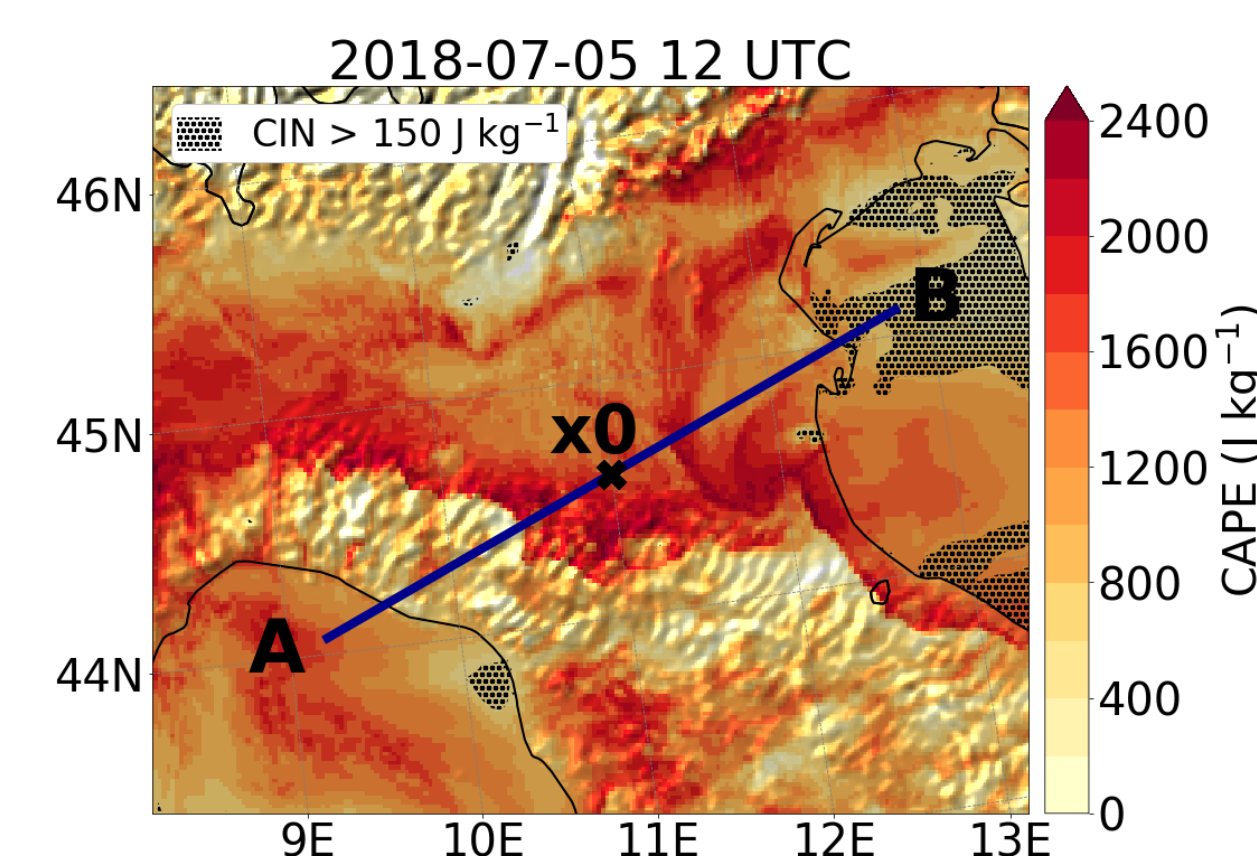 2018-07-05 12 UTC
CIN > 150 J kg⁻¹
46N
45N
44N
9E 10E 11E 12E 13E
A
x0
B
2400
2000
1600
1200
800
400
0
CAPE (J kg⁻¹)